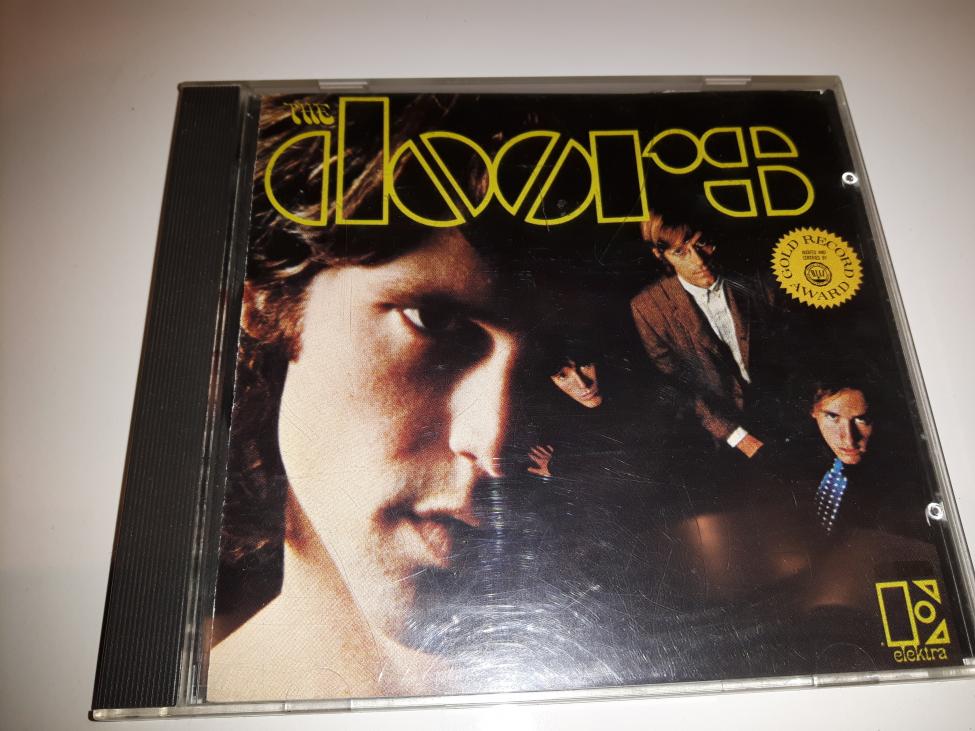 THE
doors
GOLD RECORD
AWARD
elektra